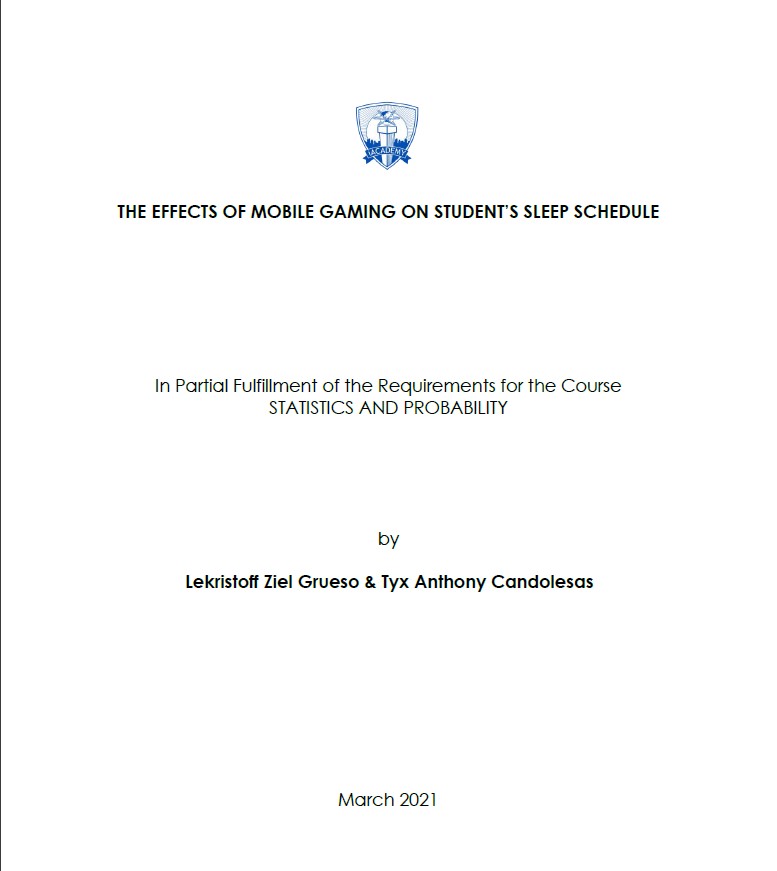 iACADEMY
THE EFFECTS OF MOBILE GAMING ON STUDENT'S SLEEP SCHEDULE
In Partial Fulfillment of the Requirements for the Course
STATISTICS AND PROBABILITY
by
Lekristoff Ziel Grueso & Tyx Anthony Candolesas
March 2021